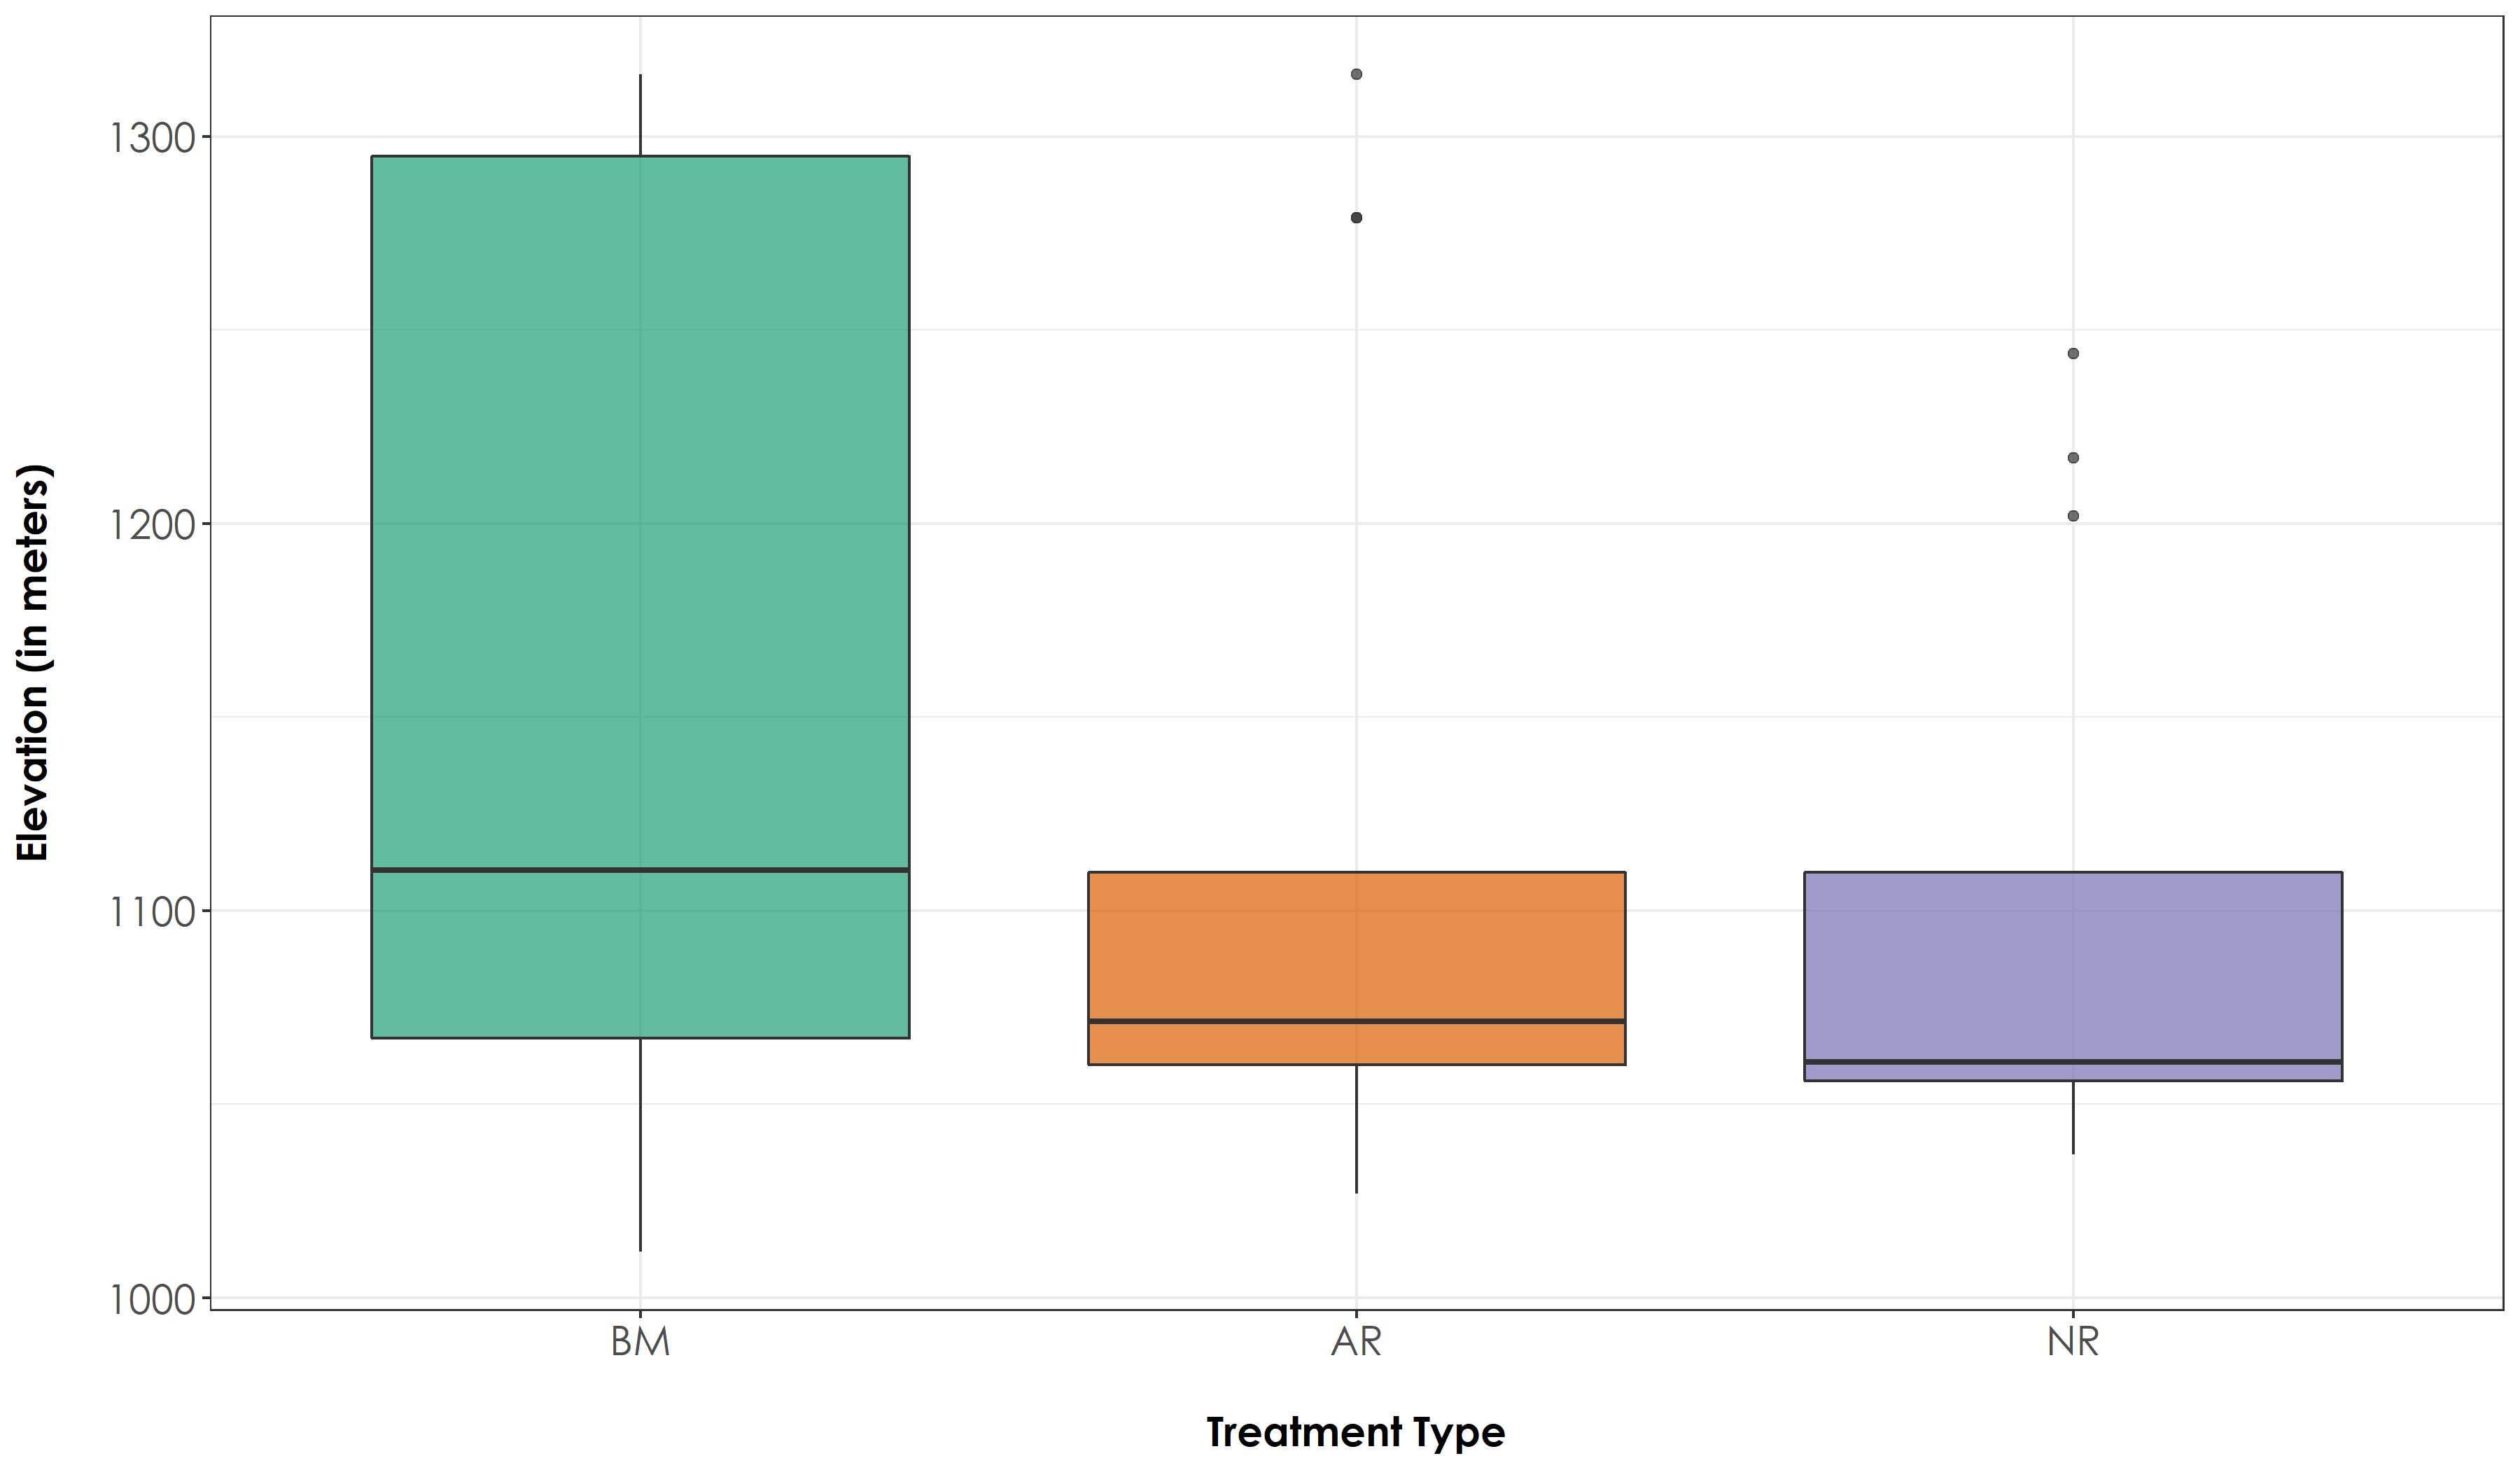 Elevation (in meters)
1300
1200
1100
1000
BM
AR
NR
Treatment Type